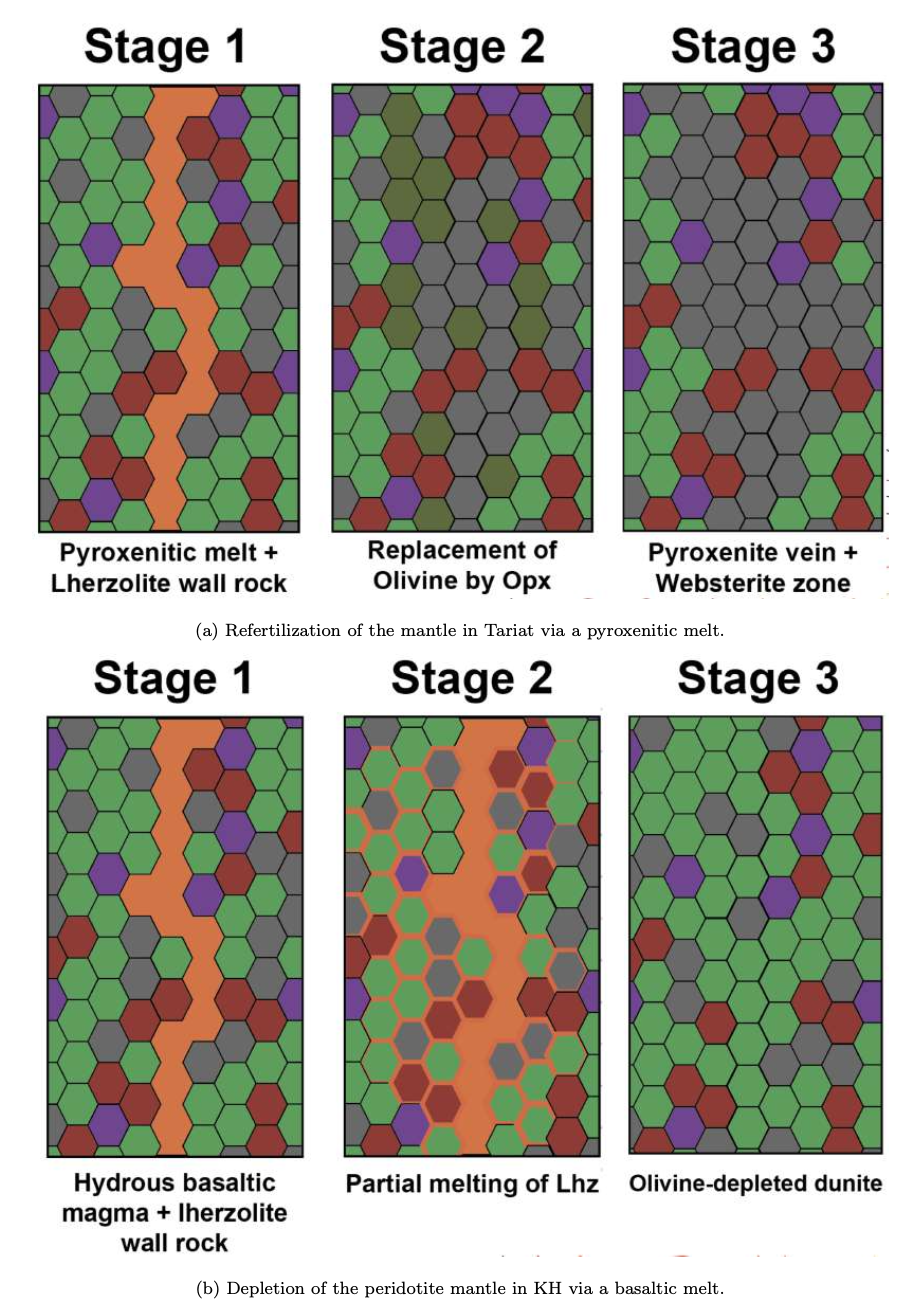 Stage 1
Stage 2
Stage 3
Pyroxenitic melt +
Lherzolite wall rock
Replacement of
Olivine by Opx
Pyroxenite vein +
Websterite zone
(a) Refertilization of the mantle in Tariat via a pyroxenitic melt.
Stage 1
Stage 2
Stage 3
Hydrous basaltic
magma + lherzolite
wall rock
Partial melting of Lhz
Olivine-depleted dunite
(b) Depletion of the peridotite mantle in KH via a basaltic melt.